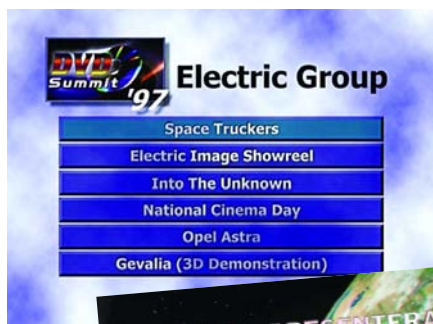 DVD
Summit
'97
Electric Group
Space Truckers
Electric Image Showreel
Into The Unknown
National Cinema Day
Opel Astra
Gevalia (3D Demonstration)